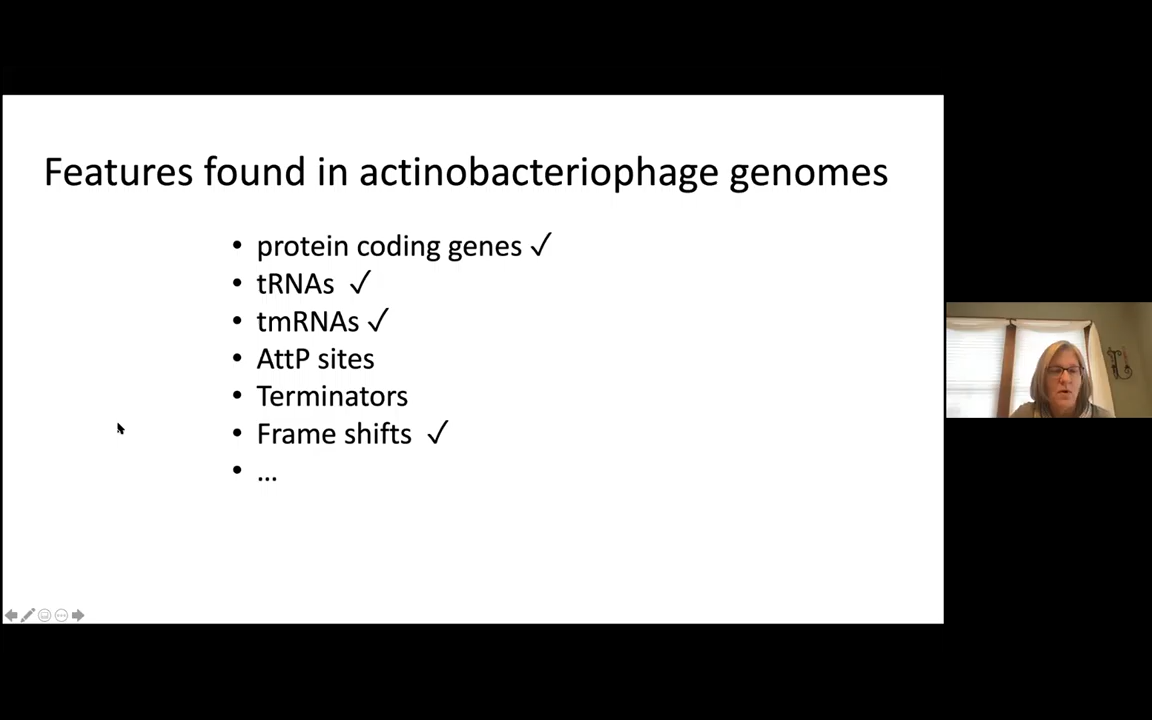 Features found in actinobacteriophage genomes
• protein coding genes ✓
• tRNAs ✓
• tmRNAs ✓
• AttP sites
• Terminators
• Frame shifts ✓
• ...